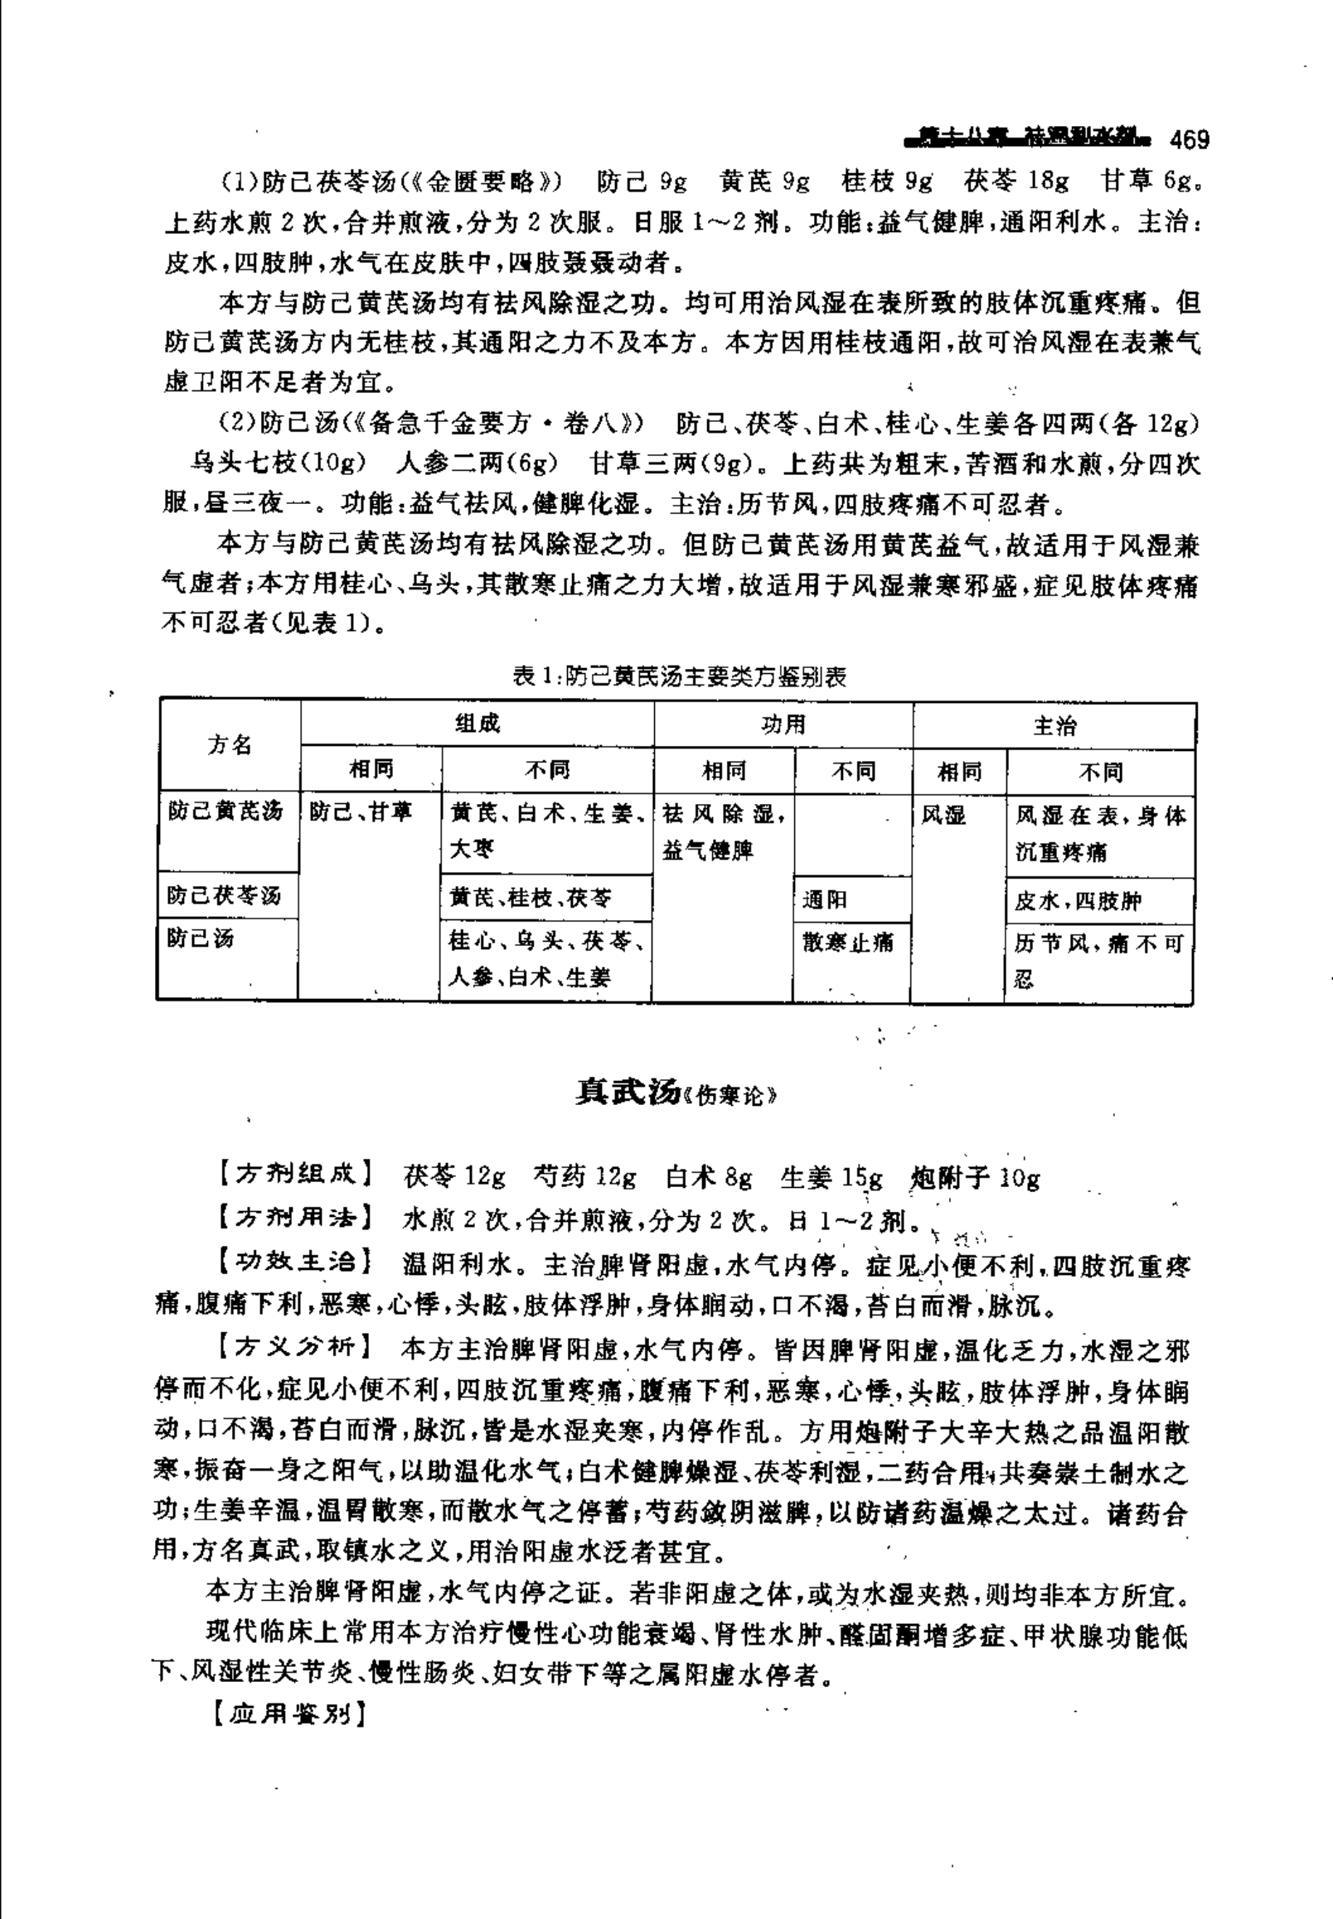 第十八章 祛湿利水剂 469
(1)防己茯苓汤(《金匮要略》) 防己 9g 黄芪 9g 桂枝 9g 茯苓 18g 甘草 6g。
上药水煎 2 次,合并煎液,分为 2 次服。日服 1～2 剂。功能:益气健脾,通阳利水。主治:
皮水,四肢肿,水气在皮肤中,四肢聂聂动者。
本方与防己黄芪汤均有祛风除湿之功。均可用治风湿在表所致的肢体沉重疼痛。但
防己黄芪汤方内无桂枝,其通阳之力不及本方。本方因用桂枝通阳,故可治风湿在表兼气
虚卫阳不足者为宜。
(2)防己汤(《备急千金要方·卷八》) 防己、茯苓、白术、桂心、生姜各四两(各 12g)
乌头七枝(10g) 人参二两(6g) 甘草三两(9g)。上药共为粗末,苦酒和水煎,分四次
服,昼三夜一。功能:益气祛风,健脾化湿。主治:历节风,四肢疼痛不可忍者。
本方与防己黄芪汤均有祛风除湿之功。但防己黄芪汤用黄芪益气,故适用于风湿兼
气虚者;本方用桂心、乌头,其散寒止痛之力大增,故适用于风湿兼寒邪盛,症见肢体疼痛
不可忍者(见表 1)。
表 1:防己黄芪汤主要类方鉴别表
方名 组成 功用 主治
相同 不同 相同 不同 相同 不同
防己黄芪汤 防己、甘草 黄芪、白术、生姜、 祛风除湿, 风湿 风湿在表,身体
大枣 益气健脾 沉重疼痛
防己茯苓汤 黄芪、桂枝、茯苓 通阳 皮水,四肢肿
防己汤 桂心、乌头、茯苓、 散寒止痛 历节风,痛不可
人参、白术、生姜 忍
真武汤《伤寒论》
【方剂组成】 茯苓 12g 芍药 12g 白术 8g 生姜 15g 炮附子 10g
【方剂用法】 水煎 2 次,合并煎液,分为 2 次。日 1～2 剂。
【功效主治】 温阳利水。主治脾肾阳虚,水气内停。症见小便不利,四肢沉重疼
痛,腹痛下利,恶寒,心悸,头眩,肢体浮肿,身体瞤动,口不渴,苔白而滑,脉沉。
【方义分析】 本方主治脾肾阳虚,水气内停。皆因脾肾阳虚,温化乏力,水湿之邪
停而不化,症见小便不利,四肢沉重疼痛,腹痛下利,恶寒,心悸,头眩,肢体浮肿,身体瞤
动,口不渴,苔白而滑,脉沉,皆是水湿夹寒,内停作乱。方用炮附子大辛大热之品温阳散
寒,振奋一身之阳气,以助温化水气;白术健脾燥湿、茯苓利湿,二药合用,共奏崇土制水之
功;生姜辛温,温胃散寒,而散水气之停蓄;芍药敛阴滋脾,以防诸药温燥之太过。诸药合
用,方名真武,取镇水之义,用治阳虚水泛者甚宜。
本方主治脾肾阳虚,水气内停之证。若非阳虚之体,或为水湿夹热,则均非本方所宜。
现代临床上常用本方治疗慢性心功能衰竭、肾性水肿、醛固酮增多症、甲状腺功能低
下、风湿性关节炎、慢性肠炎、妇女带下等之属阳虚水停者。
【应用鉴别】